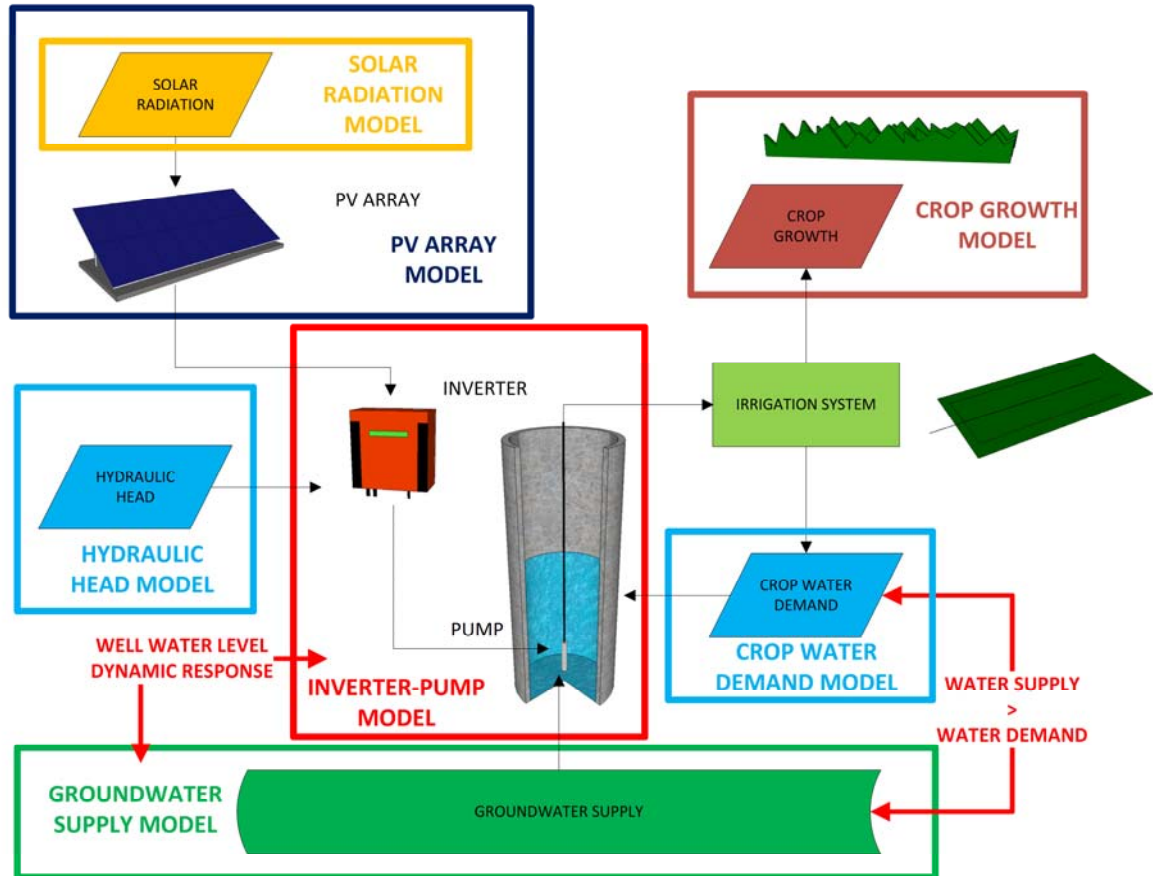 SOLAR
RADIATION
SOLAR
RADIATION
MODEL
PV ARRAY
PV ARRAY
MODEL
CROP
GROWTH
CROP GROWTH
MODEL
INVERTER
IRRIGATION SYSTEM
HYDRAULIC
HEAD
HYDRAULIC
HEAD MODEL
CROP WATER
DEMAND
CROP WATER
DEMAND MODEL
PUMP
WELL WATER LEVEL
DYNAMIC RESPONSE
INVERTER-PUMP
MODEL
WATER SUPPLY
>
WATER DEMAND
GROUNDWATER
SUPPLY MODEL
GROUNDWATER SUPPLY